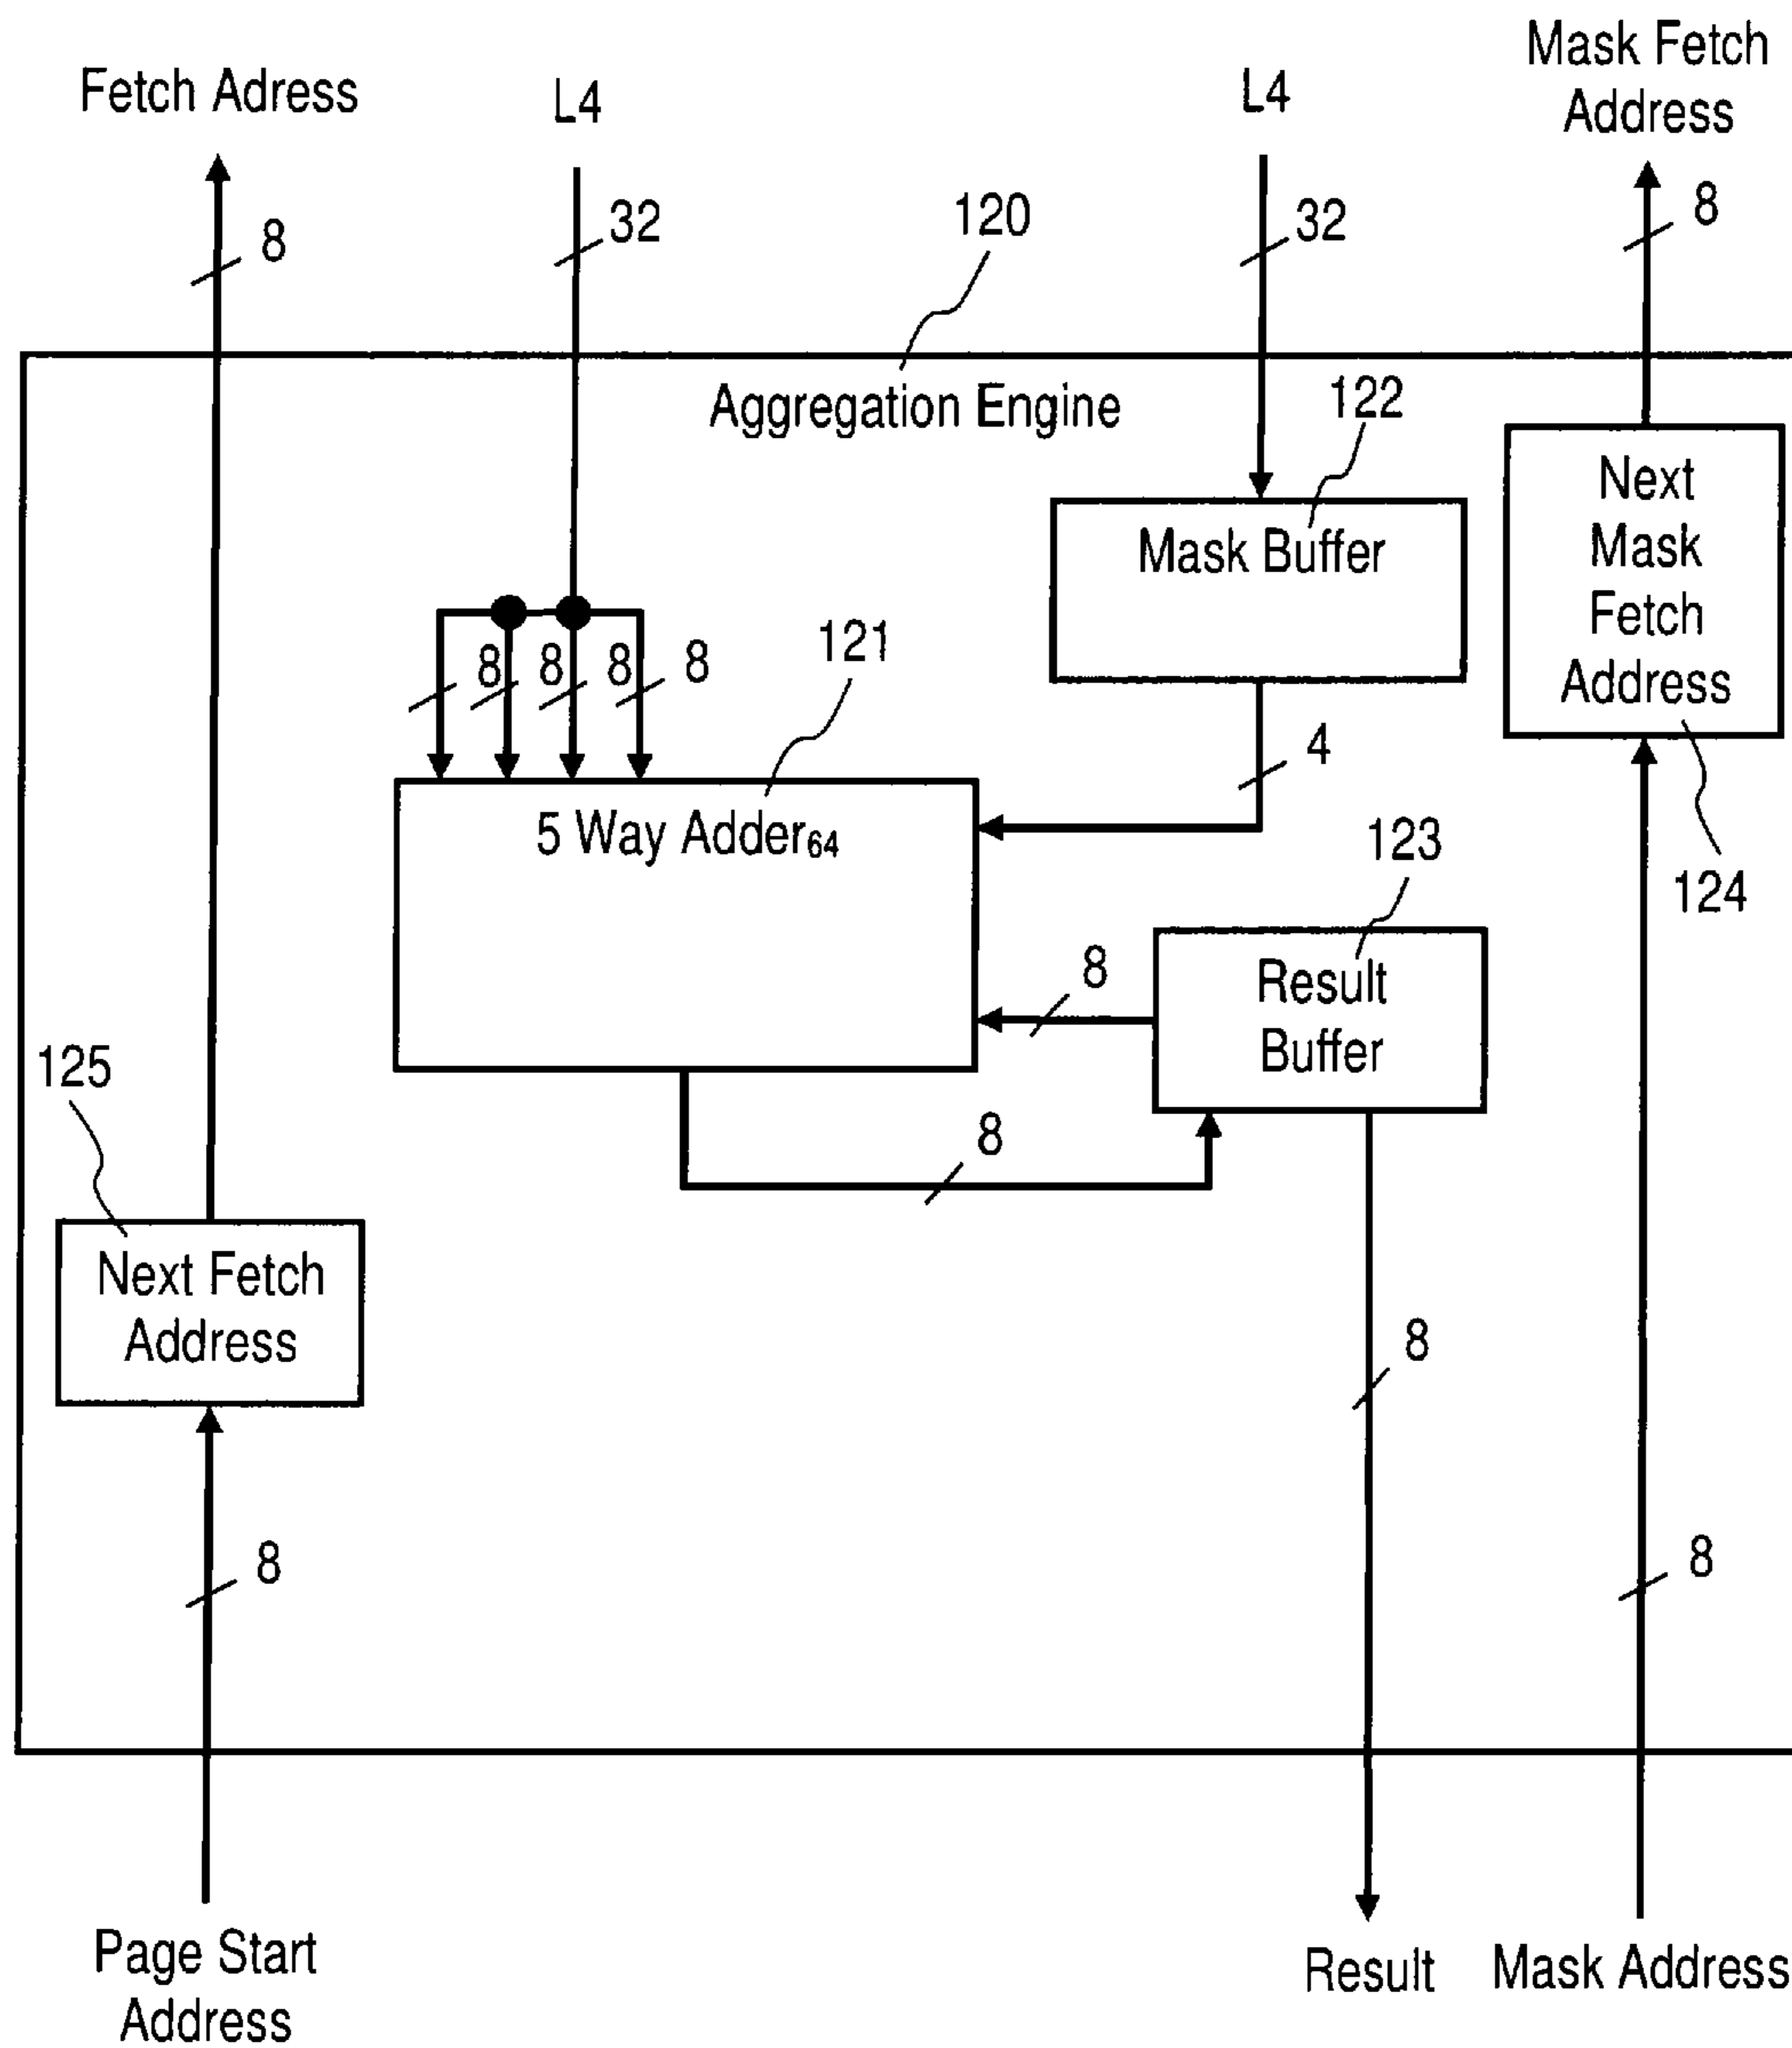 Fetch Adress
L4
L4
Mask Fetch
Address
8
32
120
32
8
Aggregation Engine
122
Mask Buffer
Next
Mask
Fetch
Address
8
8
8
8
121
4
5 Way Adder64
123
124
8
Result
Buffer
125
8
Next Fetch
Address
8
8
8
Page Start
Address
Result
Mask Address